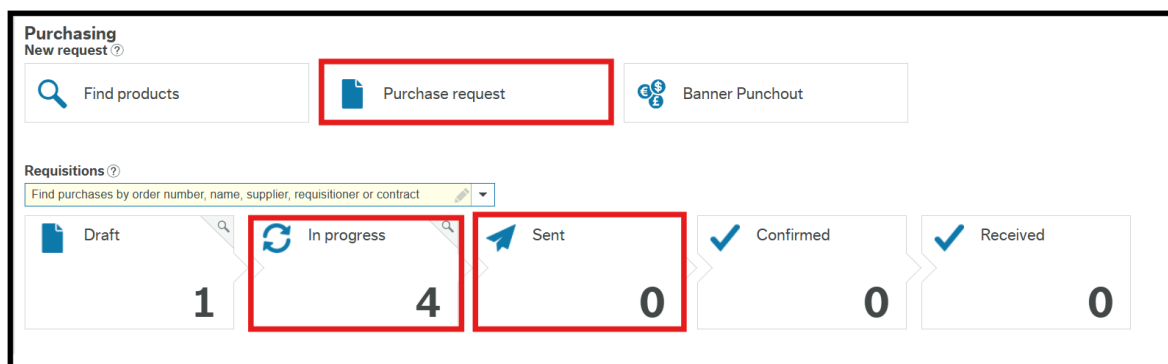 Purchasing
New request ?
Find products
Purchase request
€ $ £
Banner Punchout
Requisitions ?
Find purchases by order number, name, supplier, requisitioner or contract
Draft
In progress
Sent
Confirmed
Received
1
4
0
0
0